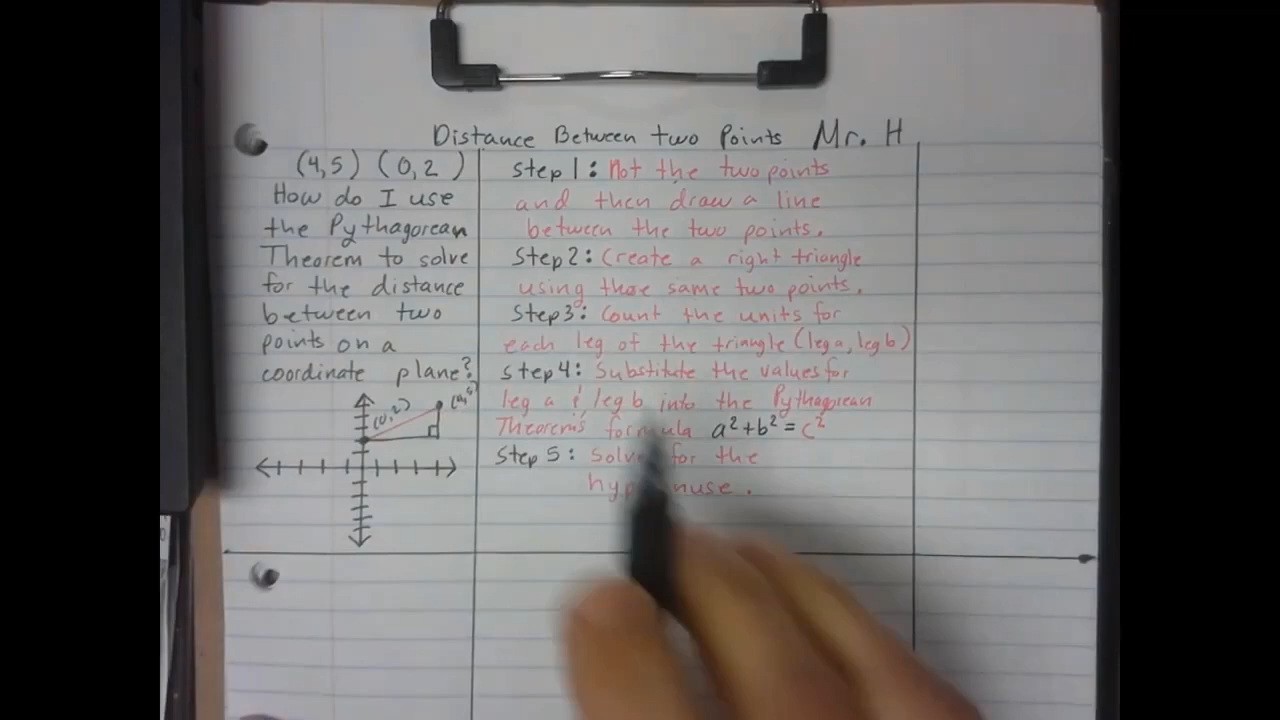 Distance Between two Points Mr. H
(4,5) (0,2)
How do I use
the Pythagorean
Theorem to solve
for the distance
between two
points on a
coordinate plane?
(0,2)
(4,5)
Step 1: Plot the two points
and then draw a line
between the two points.
Step 2: Create a right triangle
using those same two points.
Step 3: Count the units for
each leg of the triangle (leg a, leg b)
Step 4: Substitute the values for
leg a & leg b into the Pythagorean
Theorem's formula a²+b²=c²
Step 5: Solve for the